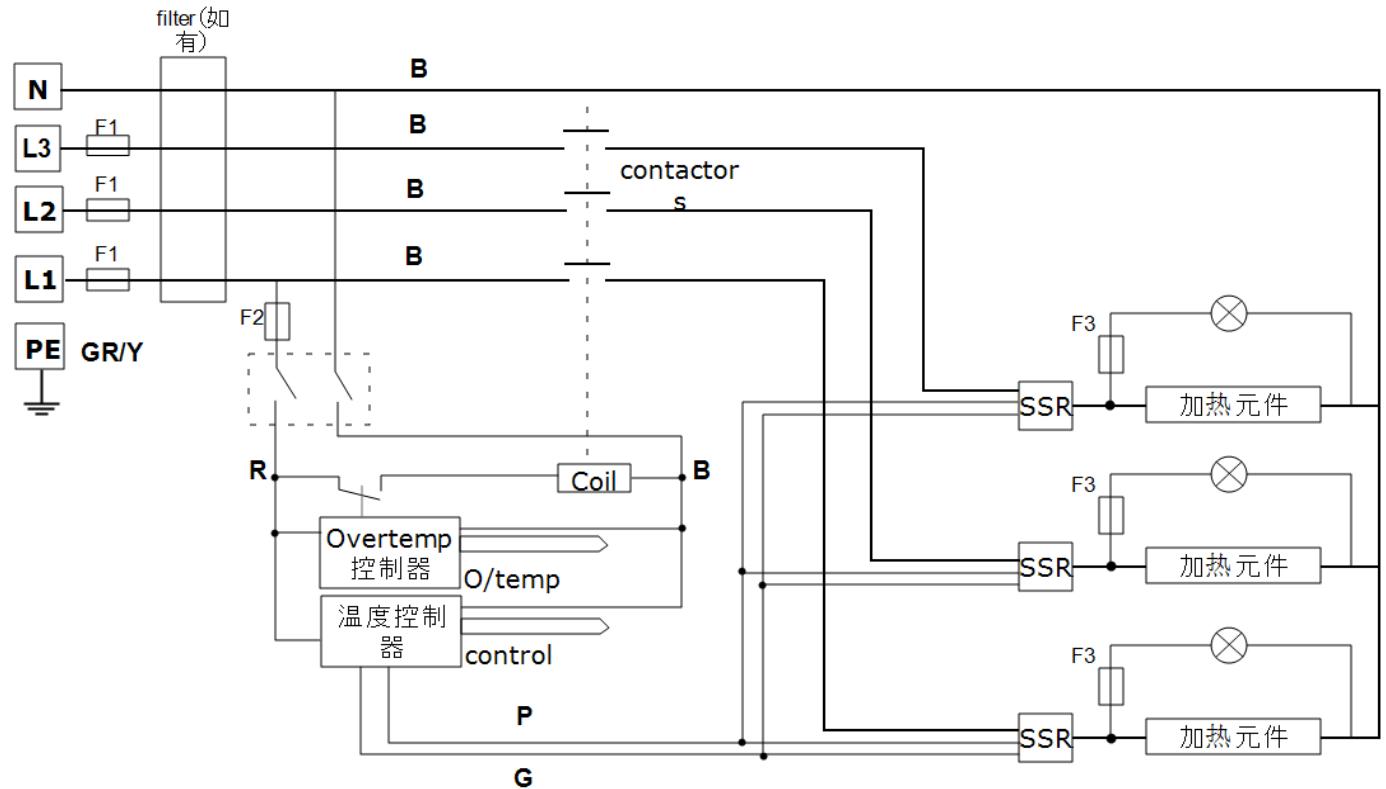 filter(如
有)
N
B
L3
F1
B
contactor
s
L2
F1
B
L1
F1
B
F2
PE
GR/Y
F3
SSR
加热元件
R
Coil
B
F3
Overtemp
控制器
O/temp
SSR
加热元件
温度控制
器
control
F3
P
SSR
加热元件
G